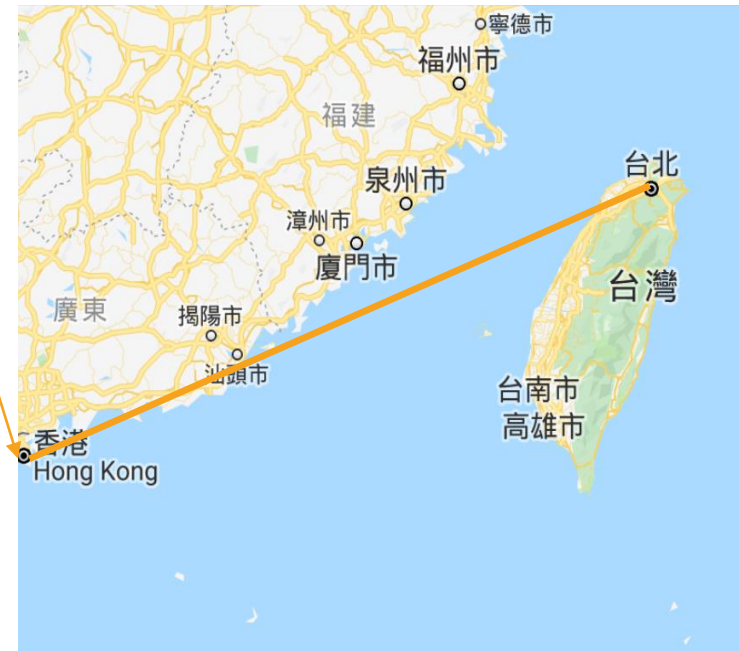 寧德市
福州市
福建
台北
泉州市
漳州市
廈門市
台灣
廣東
揭陽市
汕頭市
台南市
高雄市
香港
Hong Kong